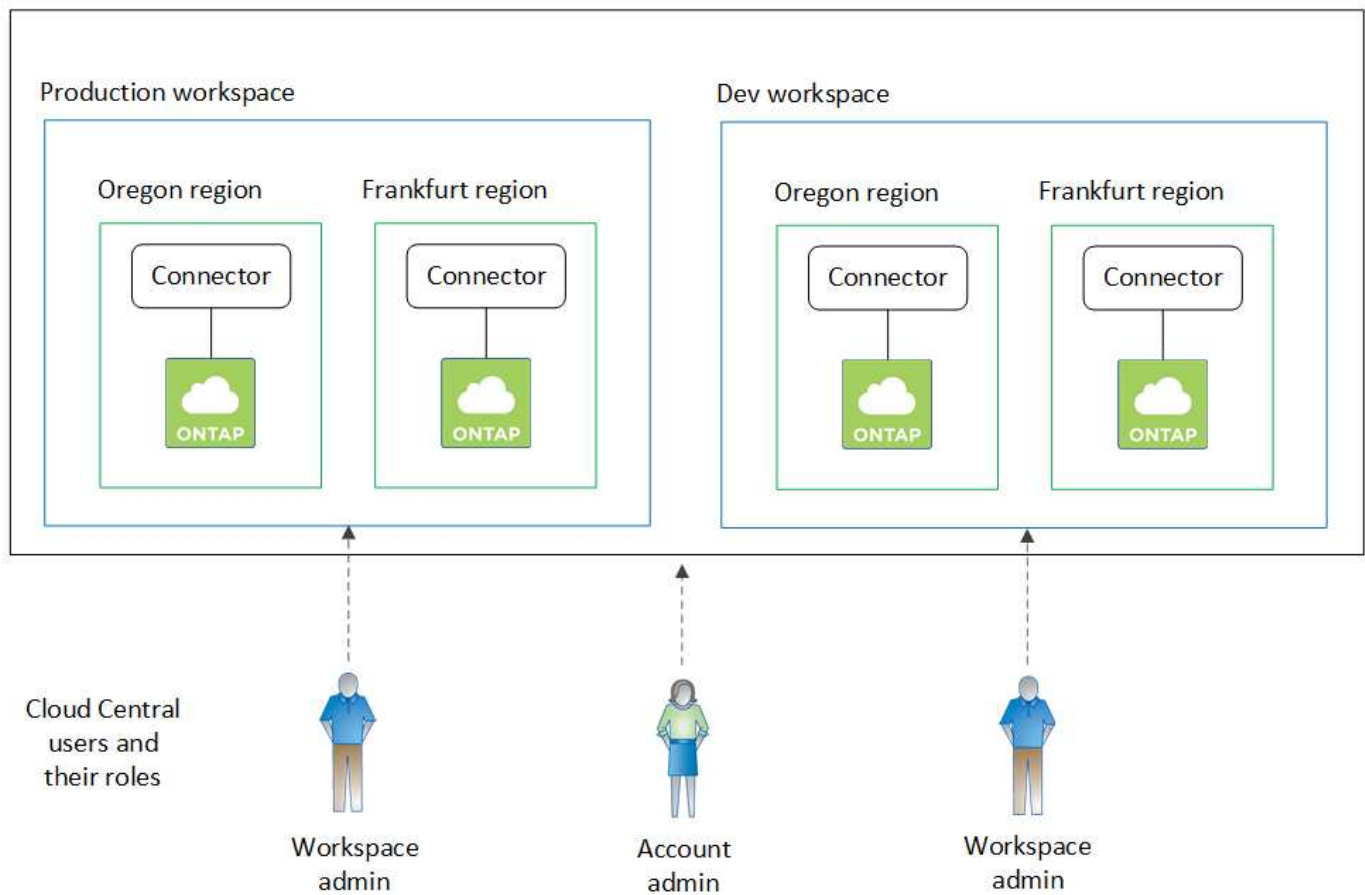 Production workspace
Dev workspace
Oregon region
Frankfurt region
Oregon region
Frankfurt region
Connector
Connector
Connector
Connector
ONTAP
ONTAP
ONTAP
ONTAP
Cloud Central
users and
their roles
Workspace
admin
Account
admin
Workspace
admin